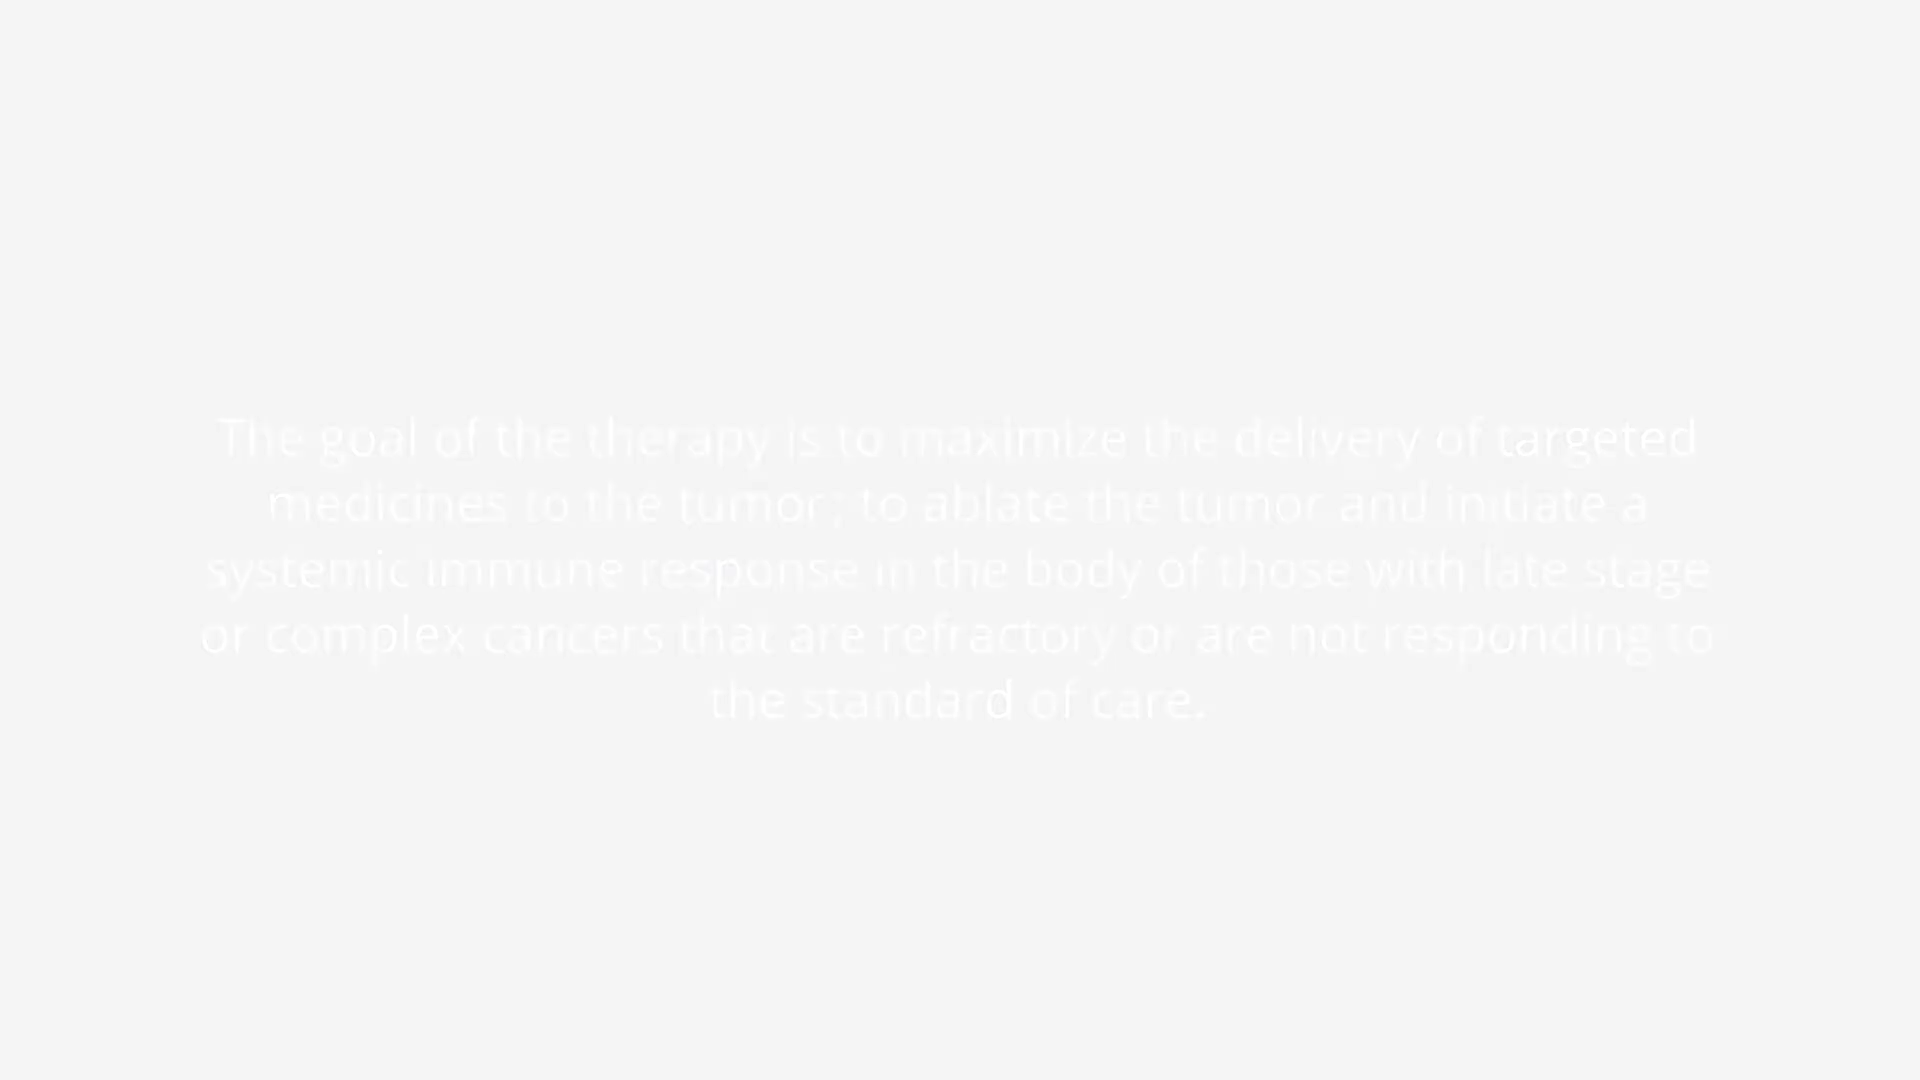 The goal of the therapy is to maximize the delivery of targeted
medicines to the tumor; to ablate the tumor and initiate a
systemic immune response in the body of those with late stage
or complex cancers that are refractory or are not responding to
the standard of care.